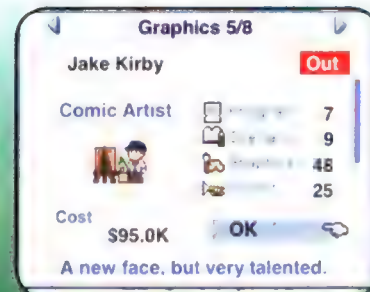 Graphics 5/8
Jake Kirby
Out
Comic Artist
7
9
48
25
Cost
$95.0K
OK
A new face, but very talented.